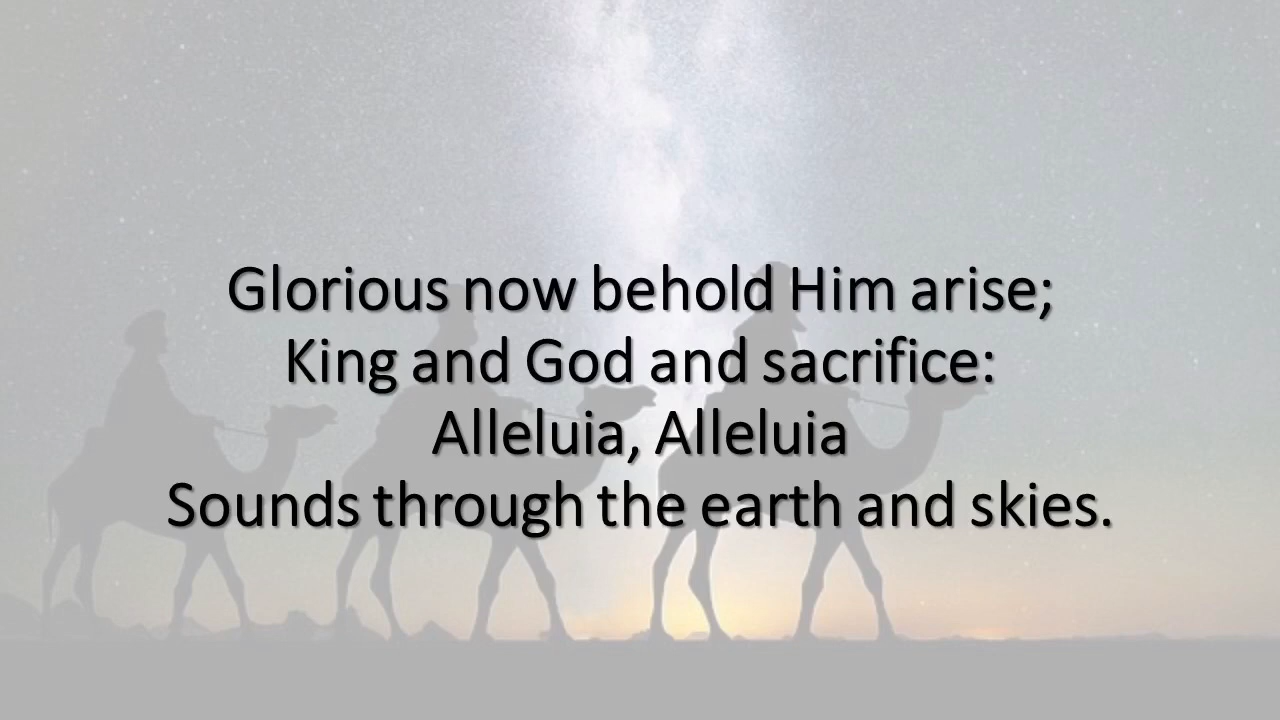 Glorious now behold Him arise;
King and God and sacrifice:
Alleluia, Alleluia
Sounds through the earth and skies.